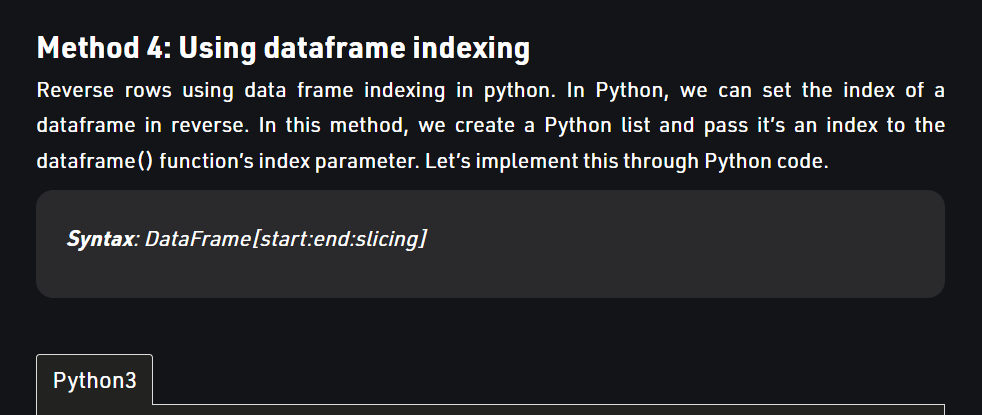 Method 4: Using dataframe indexing
Reverse rows using data frame indexing in python. In Python, we can set the index of a
dataframe in reverse. In this method, we create a Python list and pass it’s an index to the
dataframe() function’s index parameter. Let’s implement this through Python code.
Syntax: DataFrame[start:end:slicing]
Python3